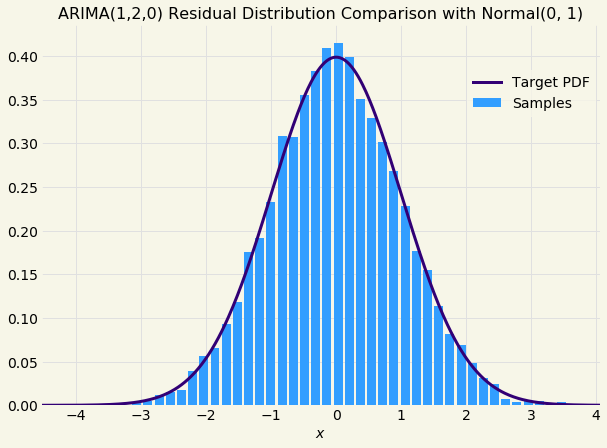 ARIMA(1,2,0) Residual Distribution Comparison with Normal(0, 1)
Target PDF
Samples
0.40
0.35
0.30
0.25
0.20
0.15
0.10
0.05
0.00
−4 −3 −2 −1 0 1 2 3 4
x